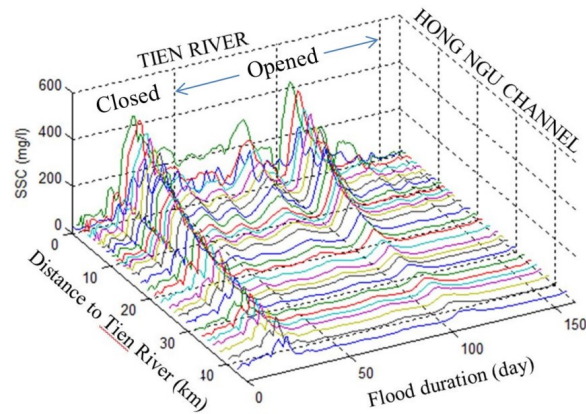 TIEN RIVER
HONG NGU CHANNEL
Closed
Opened
SSC (mg/l)
600
400
200
0
0
10
20
30
40
Distance to Tien River (km)
0
50
100
150
Flood duration (day)